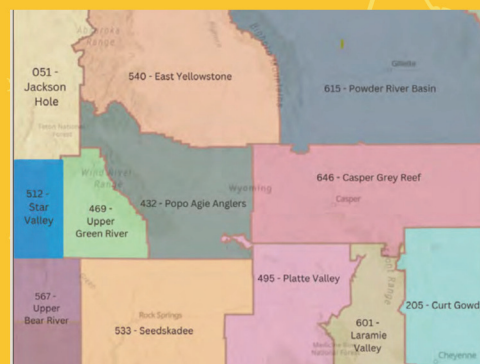 Absaroka
Range
051 -
Jackson
Hole
540 - East Yellowstone
Gillette
615 - Powder River Basin
Wind River
Range
512 -
Star
Valley
469 -
Upper
Green River
432 - Popo Agie Anglers
Wyoming
646 - Casper Grey Reef
Casper
567 -
Upper
Bear River
Rock Springs
533 - Seedskadee
495 - Platte Valley
601 -
Laramie
Valley
205 - Curt Gowd
Cheyenne